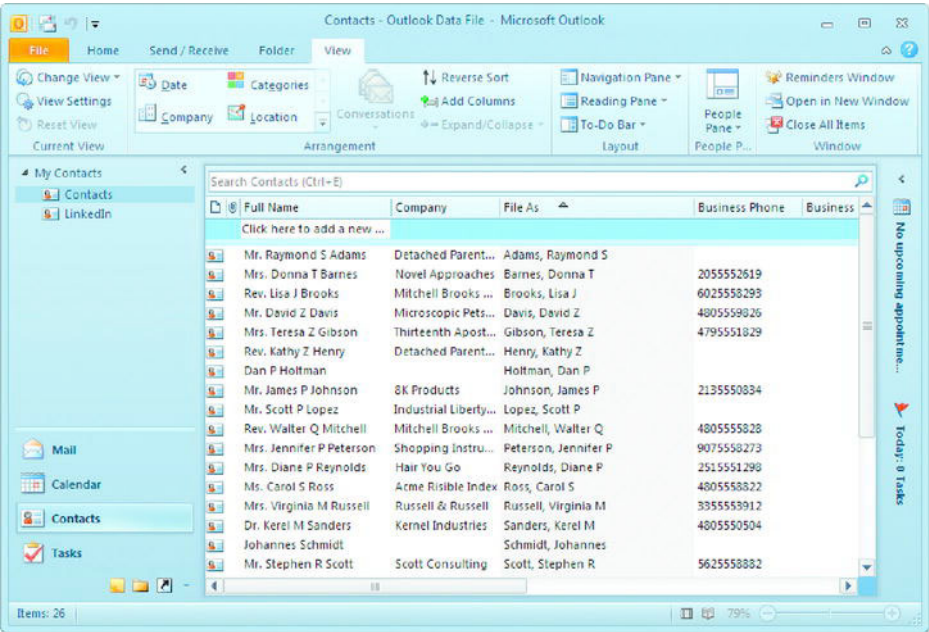 Contacts - Outlook Data File - Microsoft Outlook
File Home Send / Receive Folder View
Change View
View Settings
Reset View
Current View
Date
Categories
Company
Location
Conversations
Reverse Sort
Add Columns
Expand/Collapse
Arrangement
Navigation Pane
Reading Pane
To-Do Bar
Layout
People
Pane
People P...
Reminders Window
Open in New Window
Close All Items
Window
My Contacts
Contacts
LinkedIn
Mail
Calendar
Contacts
Tasks
Search Contacts (Ctrl+E)
Full Name Company File As Business Phone Business
Click here to add a new ...
Mr. Raymond S Adams Detached Parent... Adams, Raymond S
Mrs. Donna T Barnes Novel Approaches Barnes, Donna T 2055552619
Rev. Lisa J Brooks Mitchell Brooks ... Brooks, Lisa J 6025558293
Mr. David Z Davis Microscopic Pets... Davis, David Z 4805559826
Mrs. Teresa Z Gibson Thirteenth Apost... Gibson, Teresa Z 4795551829
Rev. Kathy Z Henry Detached Parent... Henry, Kathy Z
Dan P Holtman Holtman, Dan P
Mr. James P Johnson 8K Products Johnson, James P 2135550834
Mr. Scott P Lopez Industrial Liberty... Lopez, Scott P
Rev. Walter Q Mitchell Mitchell Brooks ... Mitchell, Walter Q 4805555828
Mrs. Jennifer P Peterson Shopping Instru... Peterson, Jennifer P 9075558273
Mrs. Diane P Reynolds Hair You Go Reynolds, Diane P 2515551298
Ms. Carol S Ross Acme Risible Index Ross, Carol S 4805558822
Mrs. Virginia M Russell Russell & Russell Russell, Virginia M 3355553912
Dr. Kerel M Sanders Kernel Industries Sanders, Kerel M 4805550504
Johannes Schmidt Schmidt, Johannes
Mr. Stephen R Scott Scott Consulting Scott, Stephen R 5625558882
No upcoming appointme...
Today: 0 Tasks
Items: 26
79%